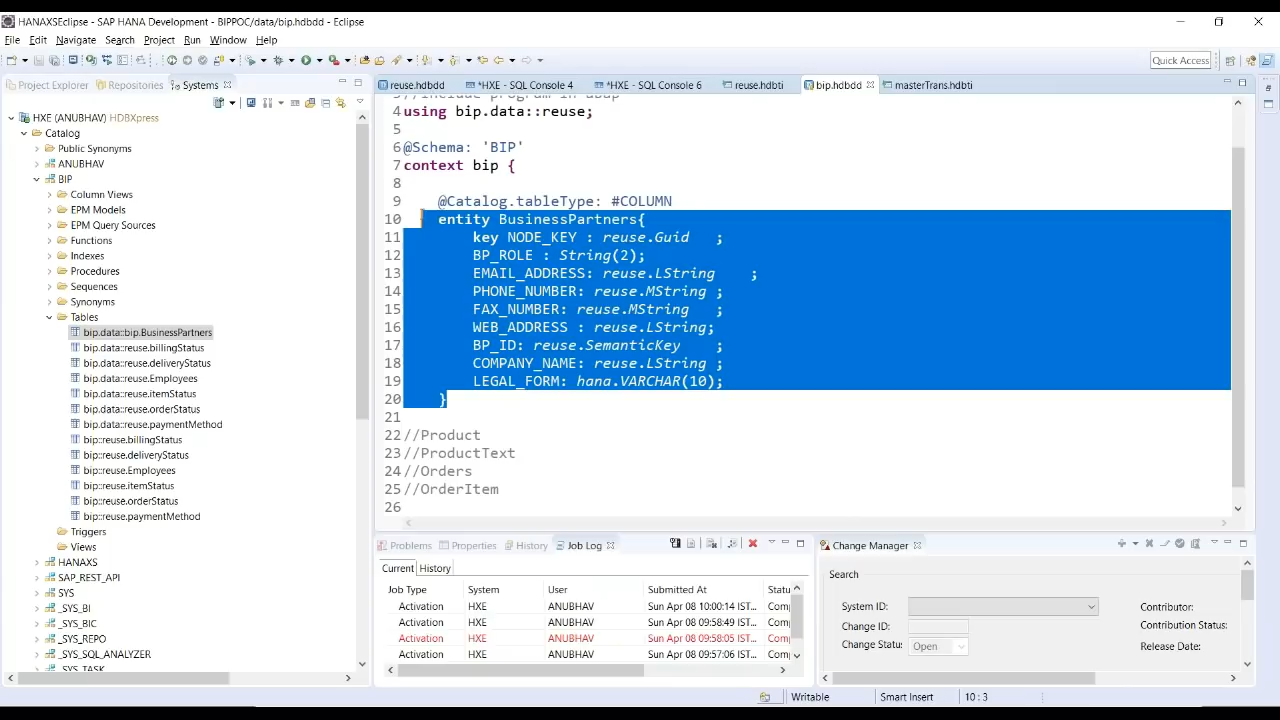 HANAXSEclipse - SAP HANA Development - BIPPOC/data/bip.hdbdd - Eclipse
File Edit Navigate Search Project Run Window Help
Quick Access
Project Explorer Repositories Systems
reuse.hdbdd *HXE - SQL Console 4 *HXE - SQL Console 6 reuse.hdbti bip.hdbdd masterTrans.hdbti
HXE (ANUBHAV) HDBXpress
Catalog
Public Synonyms
ANUBHAV
BIP
Column Views
EPM Models
EPM Query Sources
Functions
Indexes
Procedures
Sequences
Synonyms
Tables
bip.data::bip.BusinessPartners
bip.data::reuse.billingStatus
bip.data::reuse.deliveryStatus
bip.data::reuse.Employees
bip.data::reuse.itemStatus
bip.data::reuse.orderStatus
bip.data::reuse.paymentMethod
bip::reuse.billingStatus
bip::reuse.deliveryStatus
bip::reuse.Employees
bip::reuse.itemStatus
bip::reuse.orderStatus
bip::reuse.paymentMethod
Triggers
Views
HANAXS
SAP_REST_API
SYS
_SYS_BI
_SYS_BIC
_SYS_REPO
_SYS_SQL_ANALYZER
_SYS_TASK
3 //include program in abap
4 using bip.data::reuse;
5
6 @Schema: 'BIP'
7 context bip {
8
9 @Catalog.tableType: #COLUMN
10 entity BusinessPartners{
11 key NODE_KEY : reuse.Guid ;
12 BP_ROLE : String(2);
13 EMAIL_ADDRESS: reuse.LString ;
14 PHONE_NUMBER: reuse.MString ;
15 FAX_NUMBER: reuse.MString ;
16 WEB_ADDRESS : reuse.LString;
17 BP_ID: reuse.SemanticKey ;
18 COMPANY_NAME: reuse.LString ;
19 LEGAL_FORM: hana.VARCHAR(10);
20 }
21
22 //Product
23 //ProductText
24 //Orders
25 //OrderItem
26
Problems Properties History Job Log
Current History
Job Type System User Submitted At Statu
Activation HXE ANUBHAV Sun Apr 08 10:00:14 IST... Comp
Activation HXE ANUBHAV Sun Apr 08 09:58:49 IST... Comp
Activation HXE ANUBHAV Sun Apr 08 09:58:05 IST... Comp
Activation HXE ANUBHAV Sun Apr 08 09:57:06 IST... Comp
Change Manager
Search
System ID:
Change ID:
Change Statu: Open
Contributor:
Contribution Status:
Release Date:
Writable Smart Insert 10 : 3